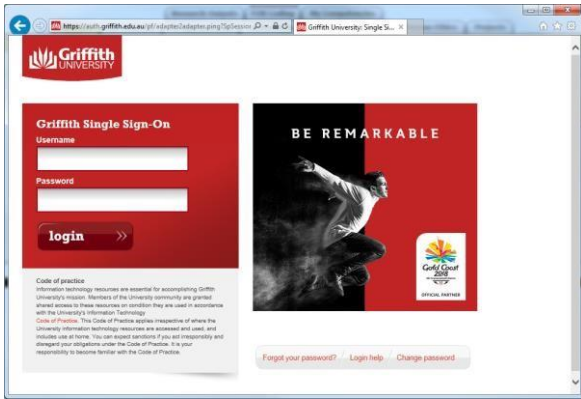 https://auth.griffith.edu.au/pf/adapter2adapter.ping?SpSession
Griffith University: Single Si...
Griffith
UNIVERSITY
Griffith Single Sign-On
Username
Password
login
Code of practice
Information technology resources are essential for accomplishing Griffith
University's mission. Members of the University community are granted
shared access to these resources on condition they are used in accordance
with the University's Information Technology
Code of Practice. This Code of Practice applies irrespective of where the
University information technology resources are accessed and used, and
includes use at home. You can expect sanctions if you act irresponsibly and
disregard your obligations under the Code of Practice. It is your
responsibility to become familiar with the Code of Practice.
BE REMARKABLE
Gold Coast
2018
OFFICIAL PARTNER
Forgot your password?
Login help
Change password